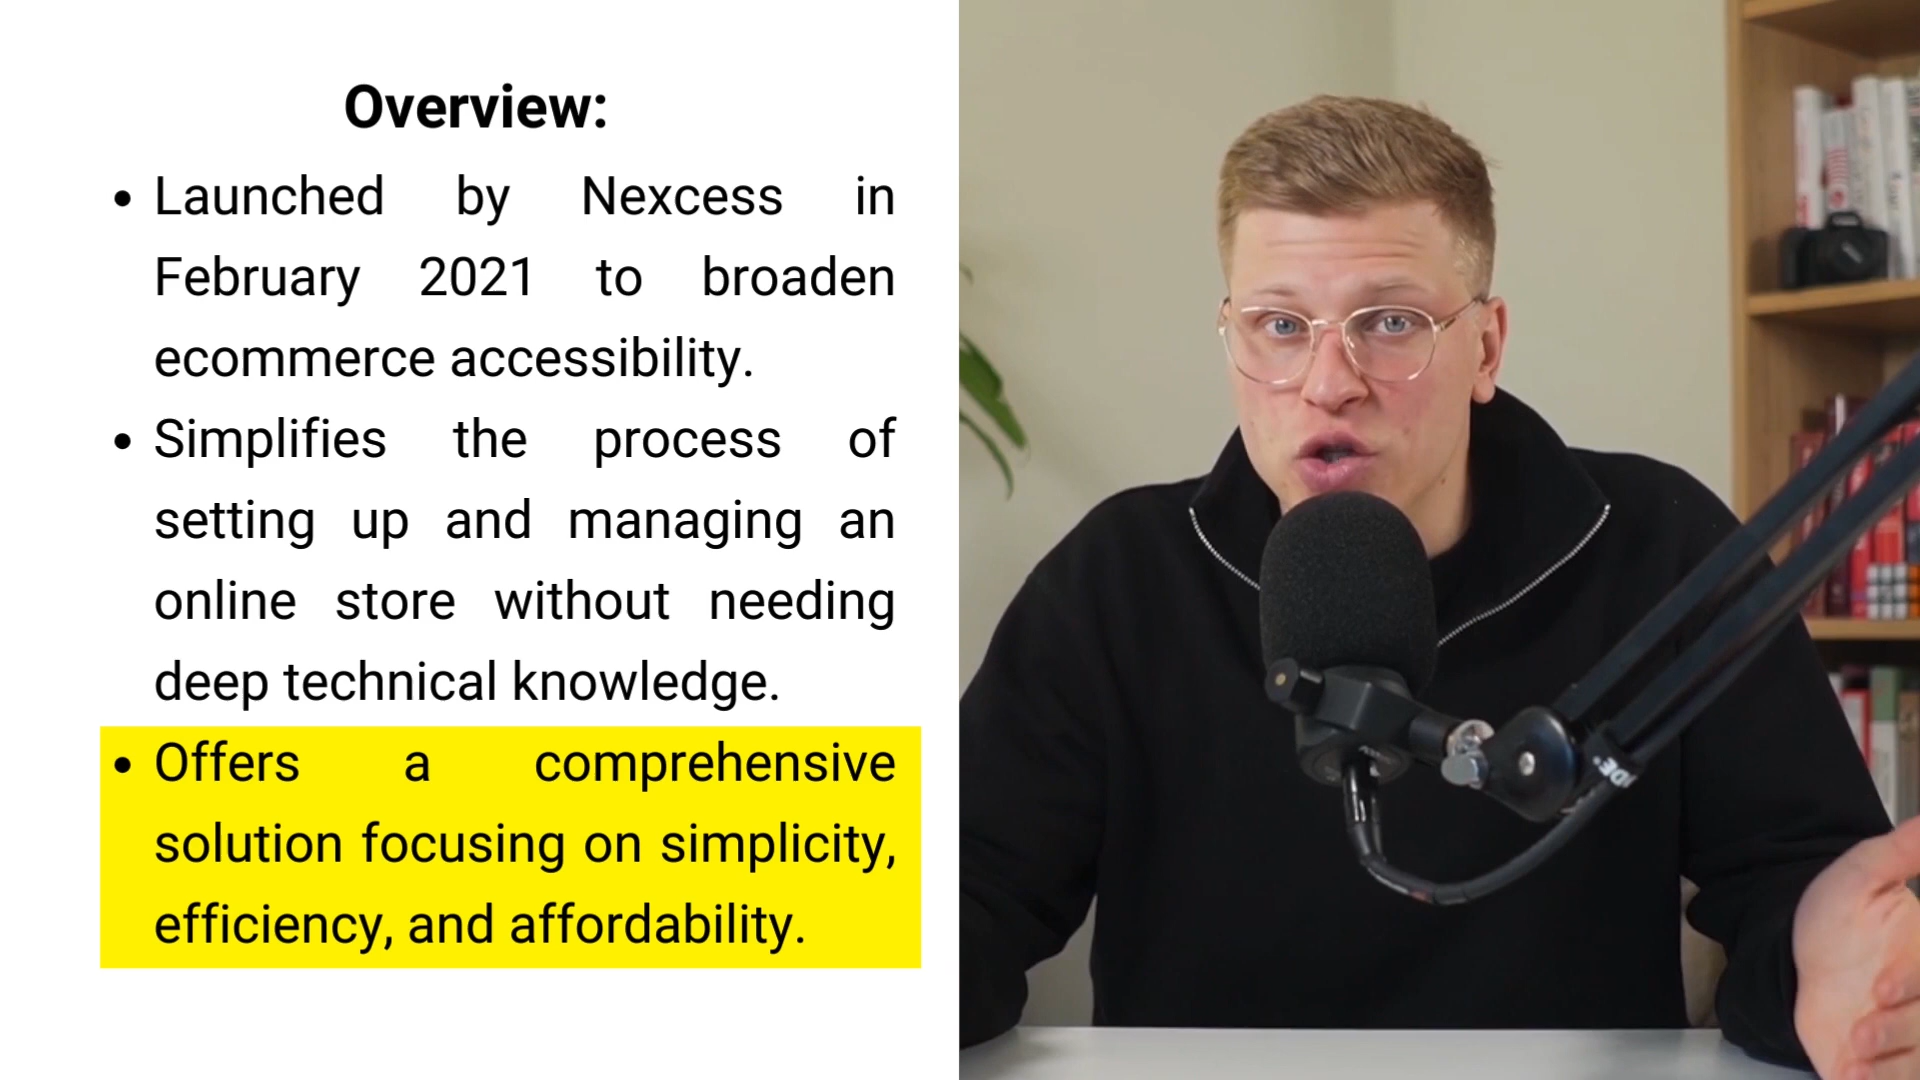 Overview:
• Launched by Nexcess in
February 2021 to broaden
ecommerce accessibility.
• Simplifies the process of
setting up and managing an
online store without needing
deep technical knowledge.
• Offers a comprehensive
solution focusing on simplicity,
efficiency, and affordability.